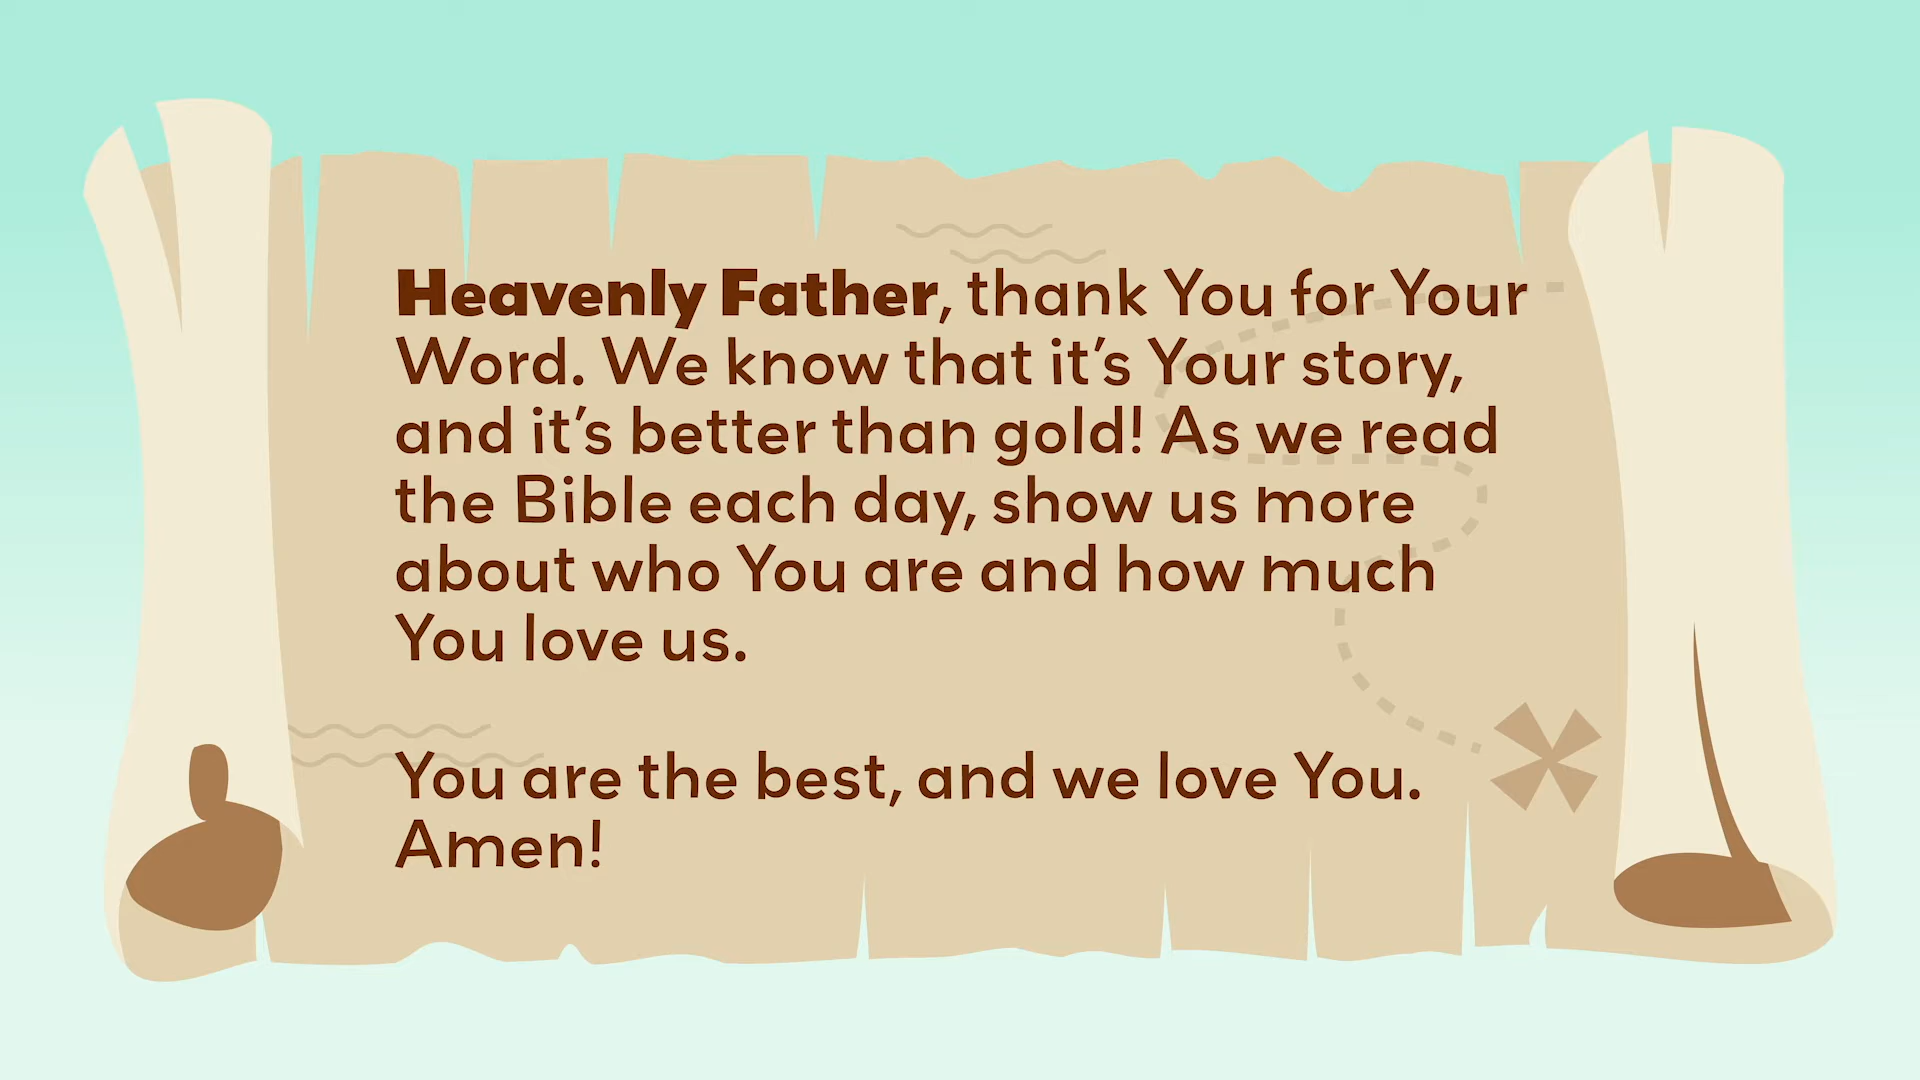 Heavenly Father, thank You for Your
Word. We know that it’s Your story,
and it’s better than gold! As we read
the Bible each day, show us more
about who You are and how much
You love us.
You are the best, and we love You.
Amen!